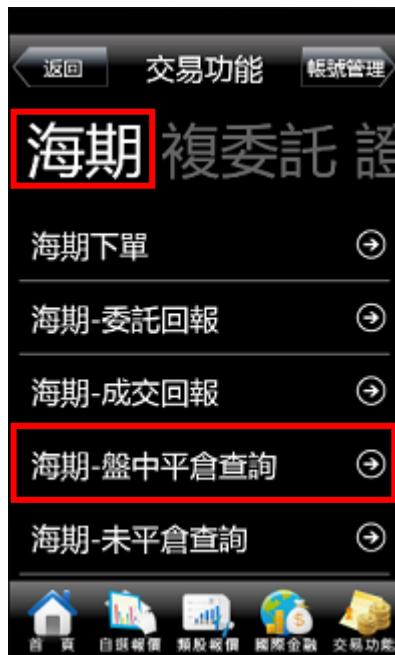 返回 交易功能 帳號管理
海期 複委託 證
海期下單
海期-委託回報
海期-成交回報
海期-盤中平倉查詢
海期-未平倉查詢
首頁 自選報價 類股報價 國際金融 交易功能